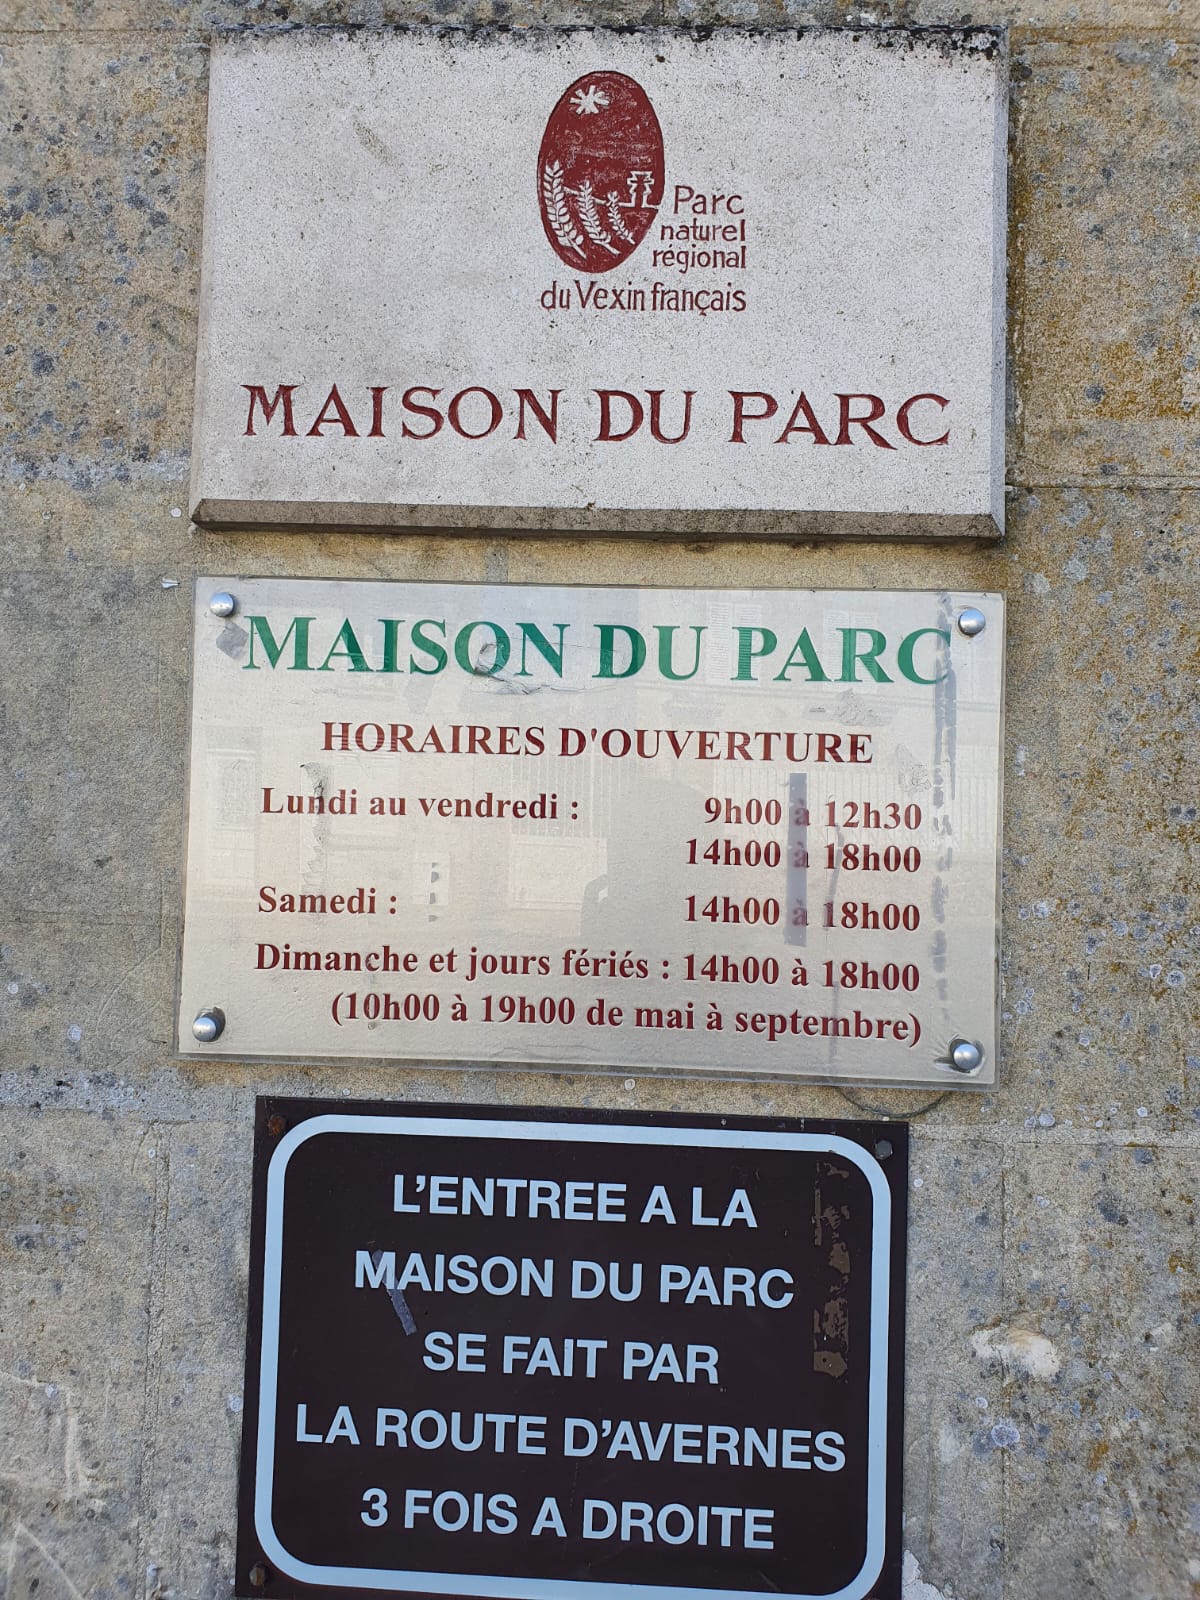 Parc
naturel
régional
du Vexin français
MAISON DU PARC
MAISON DU PARC
HORAIRES D'OUVERTURE
Lundi au vendredi : 9h00 à 12h30
14h00 à 18h00
Samedi : 14h00 à 18h00
Dimanche et jours fériés : 14h00 à 18h00
(10h00 à 19h00 de mai à septembre)
L'ENTREE A LA
MAISON DU PARC
SE FAIT PAR
LA ROUTE D'AVERNES
3 FOIS A DROITE